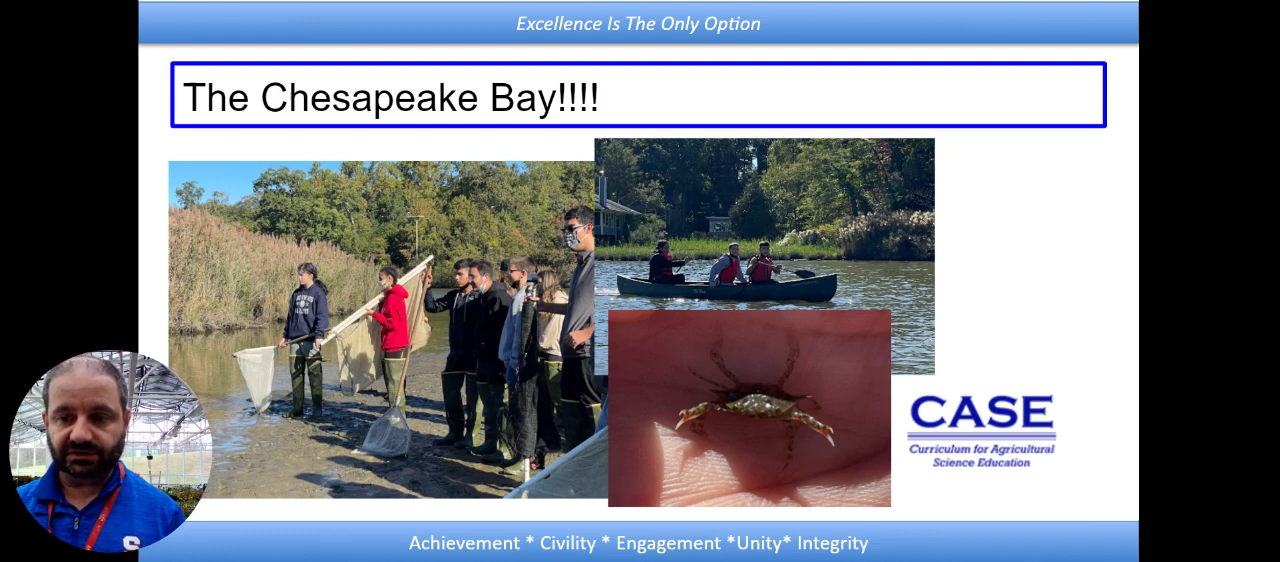 Excellence Is The Only Option
The Chesapeake Bay!!!!
CASE
Curriculum for Agricultural
Science Education
S
Achievement * Civility * Engagement *Unity* Integrity